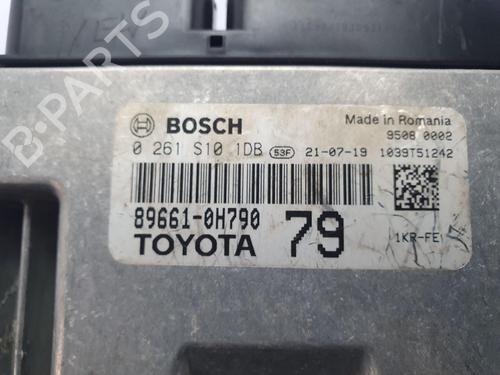 BOSCH
Made in Romania
9508 0002
0 261 S10 1DB 53F 21-07-19 1039T51242
89661-0H790
TOYOTA 79
1KR-FE
B-PARTS